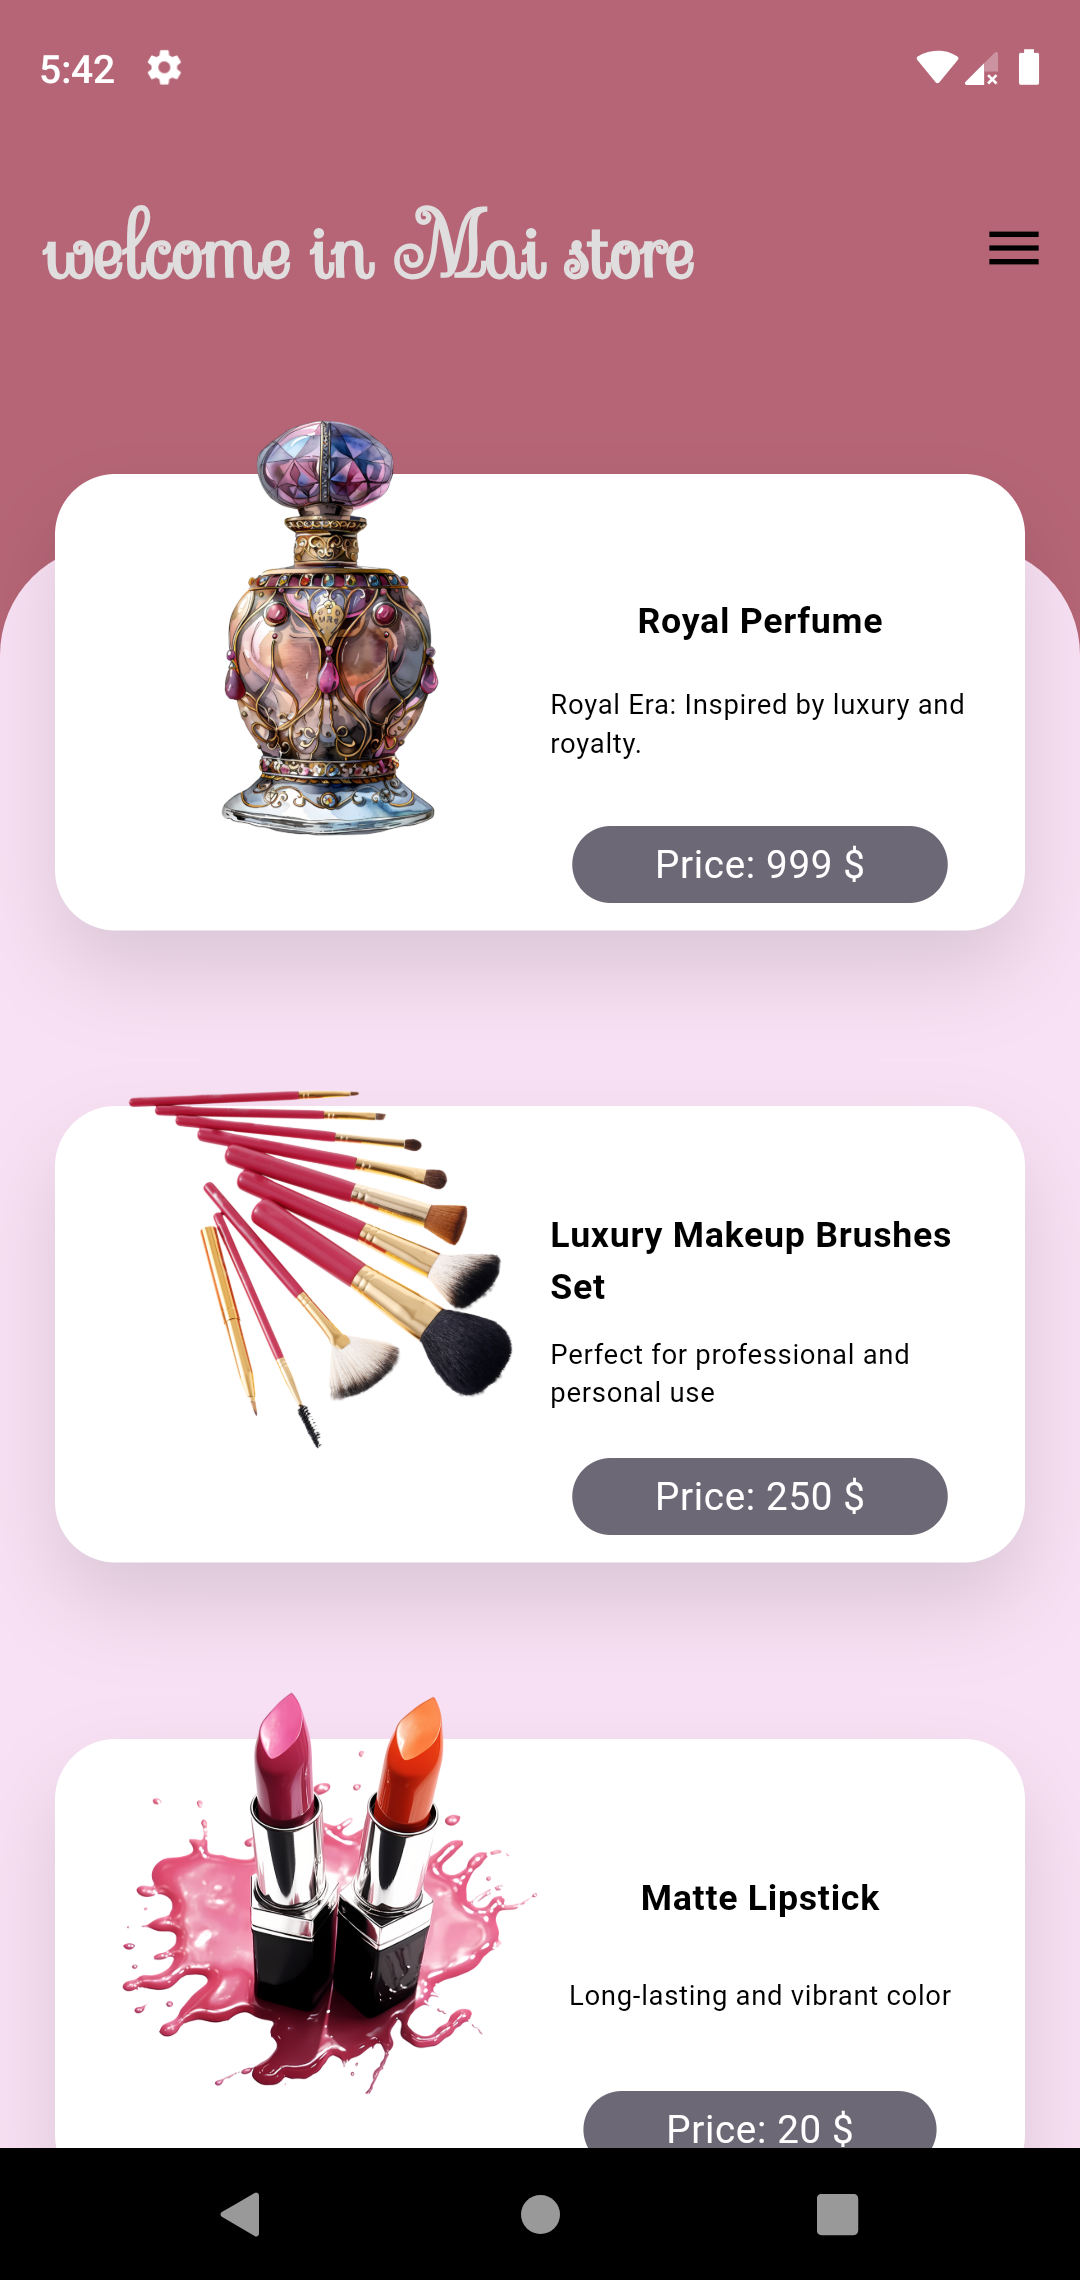 5:42
welcome in Mai store
Royal Perfume
Royal Era: Inspired by luxury and
royalty.
Price: 999 $
Luxury Makeup Brushes
Set
Perfect for professional and
personal use
Price: 250 $
Matte Lipstick
Long-lasting and vibrant color
Price: 20 $